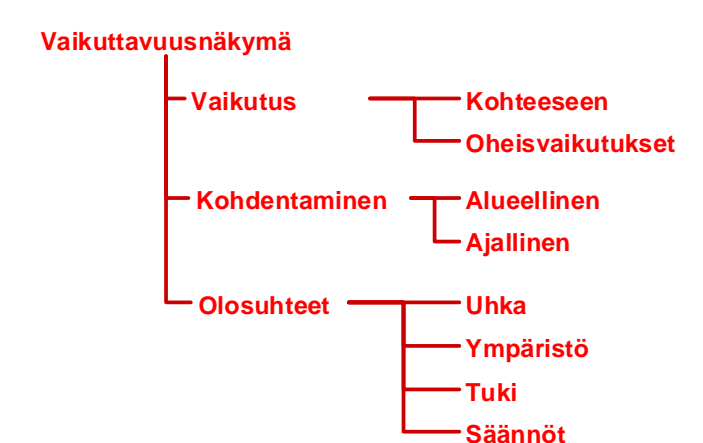 Vaikuttavuusnäkymä
Vaikutus
Kohteeseen
Oheisvaikutukset
Kohdentaminen
Alueellinen
Ajallinen
Olosuhteet
Uhka
Ympäristö
Tuki
Säännöt